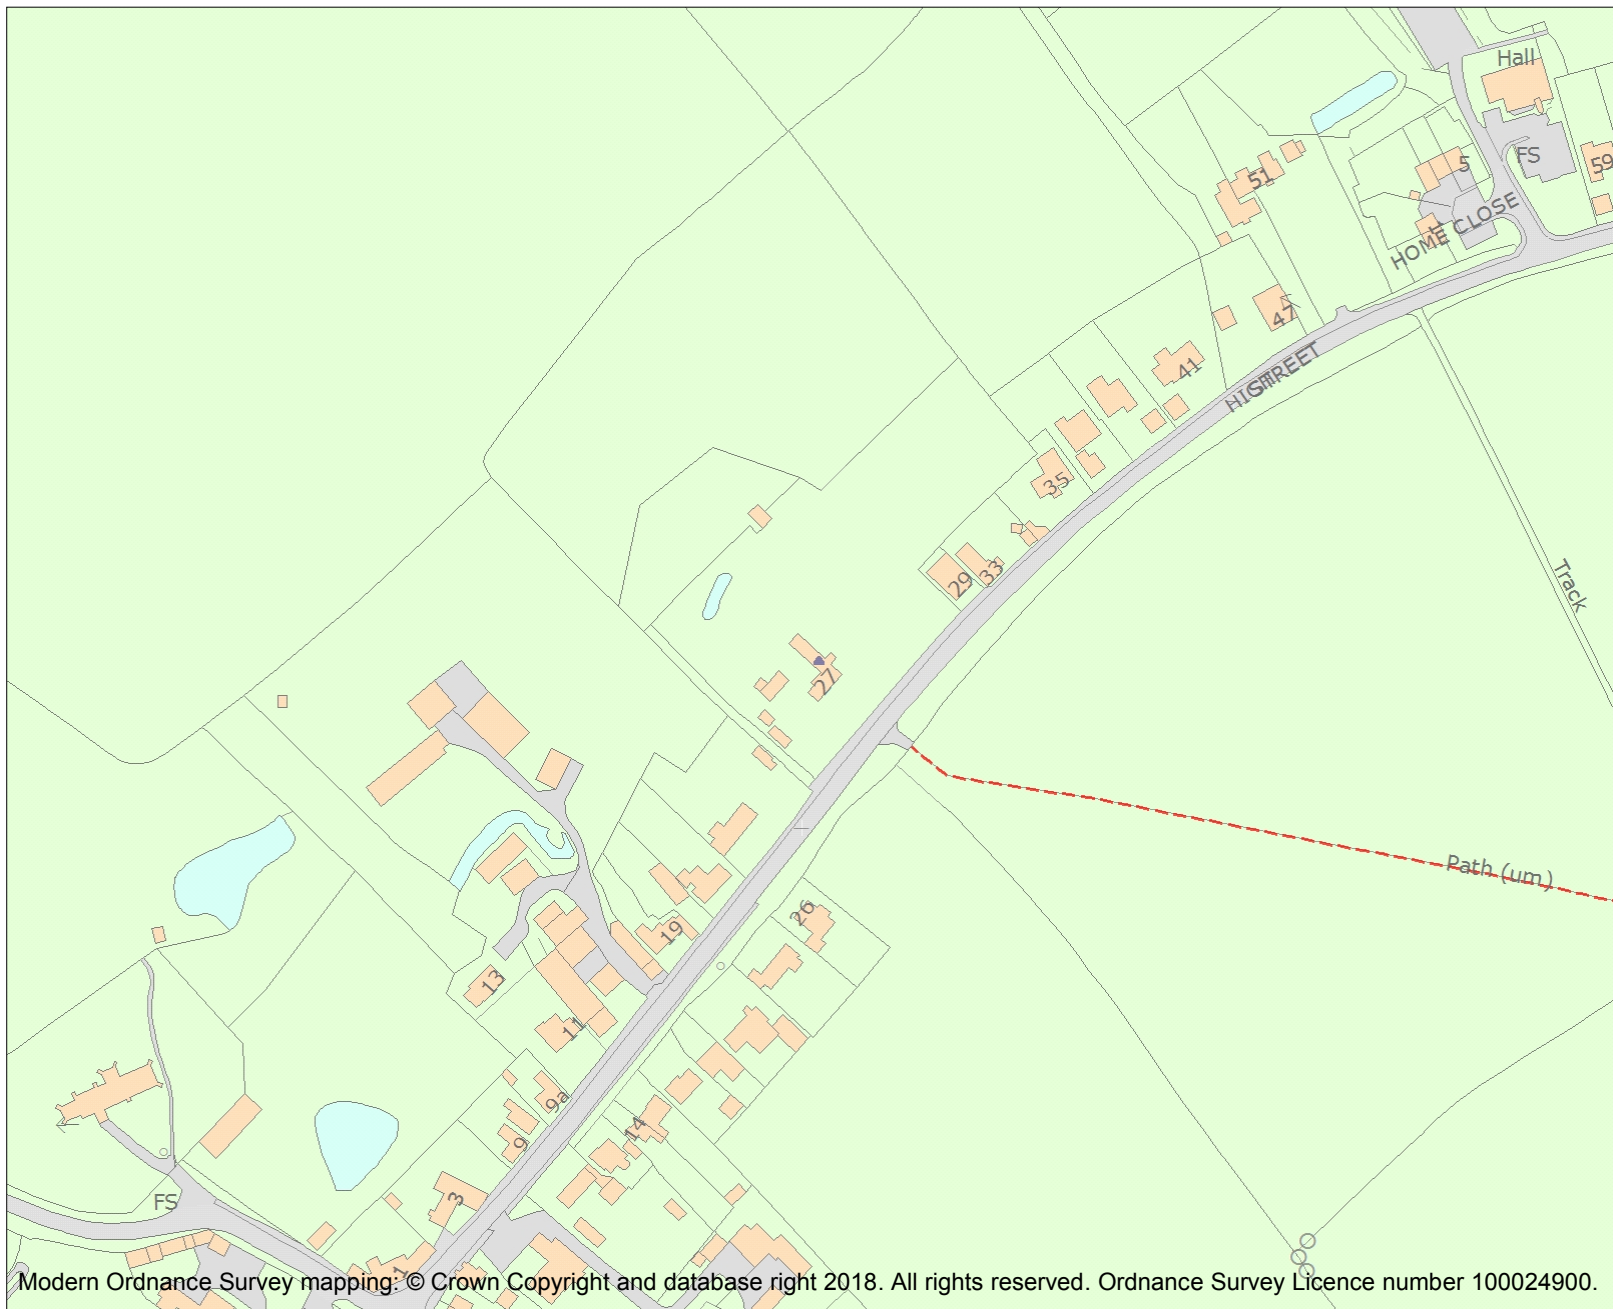 Hall
FS
5
59
51
1
HOME CLOSE
47
HIGH STREET
41
35
Track
33
29
27
Path (um)
26
19
13
11
9a
14
9
3
FS
1
Modern Ordnance Survey mapping: © Crown Copyright and database right 2018. All rights reserved. Ordnance Survey Licence number 100024900.